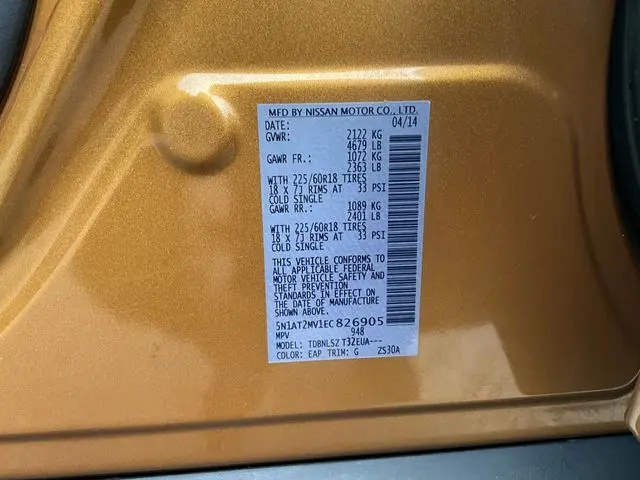 MFD BY NISSAN MOTOR CO., LTD.
DATE: 04/14
GVWR: 2122 KG
4679 LB
GAWR FR.: 1072 KG
2363 LB
WITH 225/60R18 TIRES
18 X 7J RIMS AT 33 PSI
COLD SINGLE
GAWR RR.: 1089 KG
2401 LB
WITH 225/60R18 TIRES
18 X 7J RIMS AT 33 PSI
COLD SINGLE
THIS VEHICLE CONFORMS TO
ALL APPLICABLE FEDERAL
MOTOR VEHICLE SAFETY AND
THEFT PREVENTION
STANDARDS IN EFFECT ON
THE DATE OF MANUFACTURE
SHOWN ABOVE.
5N1AT2MV1EC826905
MPV 948
MODEL: TDBNLSZ T32EUA---
COLOR: EAP TRIM: G ZS30A